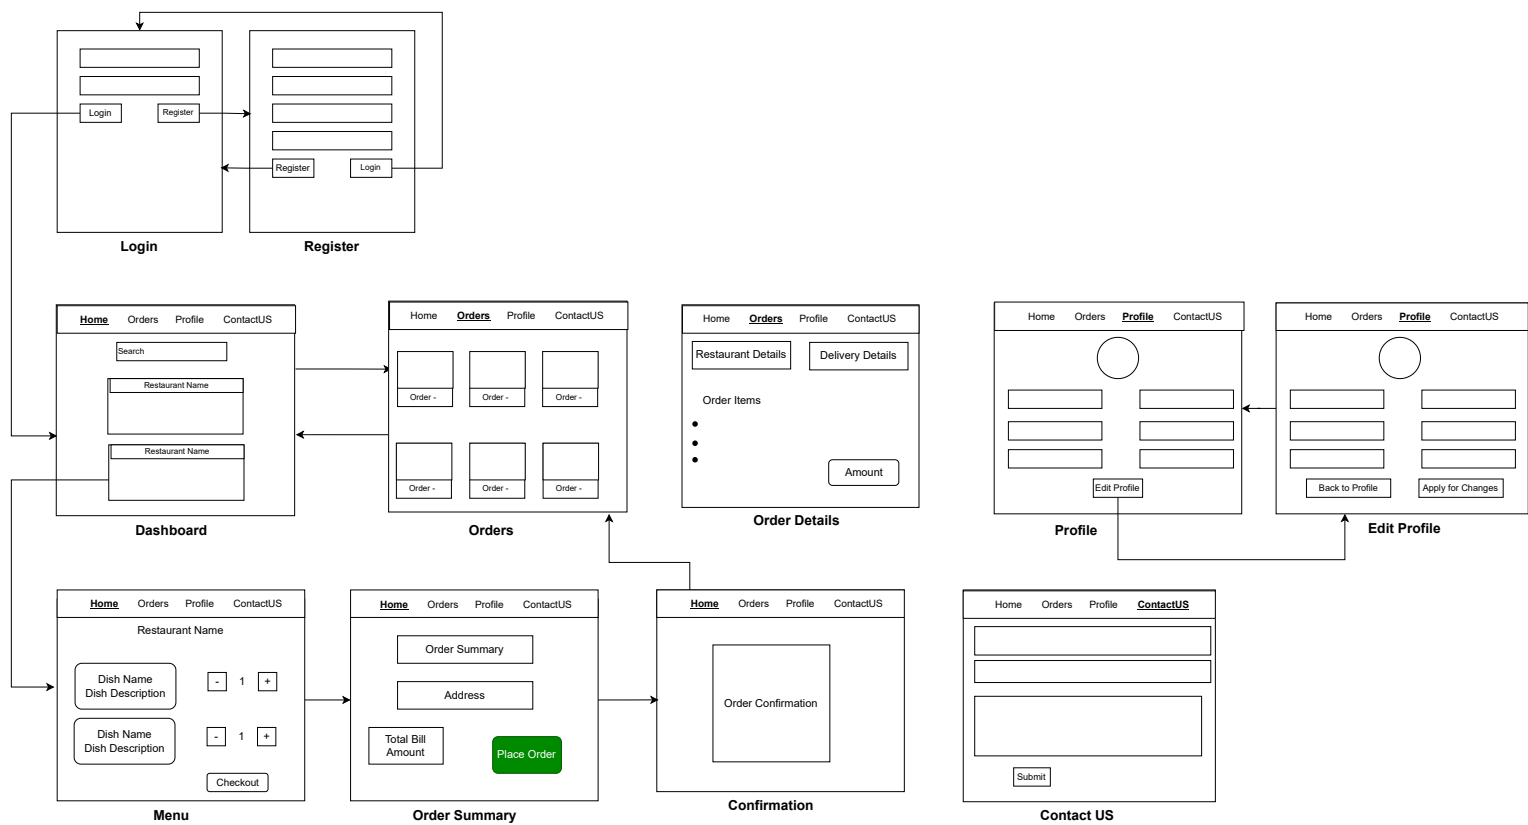 Login
Register
Register
Login
Login
Register
Home Orders Profile ContactUS
Search
Restaurant Name
Restaurant Name
Dashboard
Home Orders Profile ContactUS
Order -
Order -
Order -
Order -
Order -
Order -
Orders
Home Orders Profile ContactUS
Restaurant Details
Delivery Details
Order Items
Amount
Order Details
Home Orders Profile ContactUS
Edit Profile
Profile
Home Orders Profile ContactUS
Back to Profile
Apply for Changes
Edit Profile
Home Orders Profile ContactUS
Restaurant Name
Dish Name
Dish Description
- 1 +
Dish Name
Dish Description
- 1 +
Checkout
Menu
Home Orders Profile ContactUS
Order Summary
Address
Total Bill
Amount
Place Order
Order Summary
Home Orders Profile ContactUS
Order Confirmation
Confirmation
Home Orders Profile ContactUS
Submit
Contact US